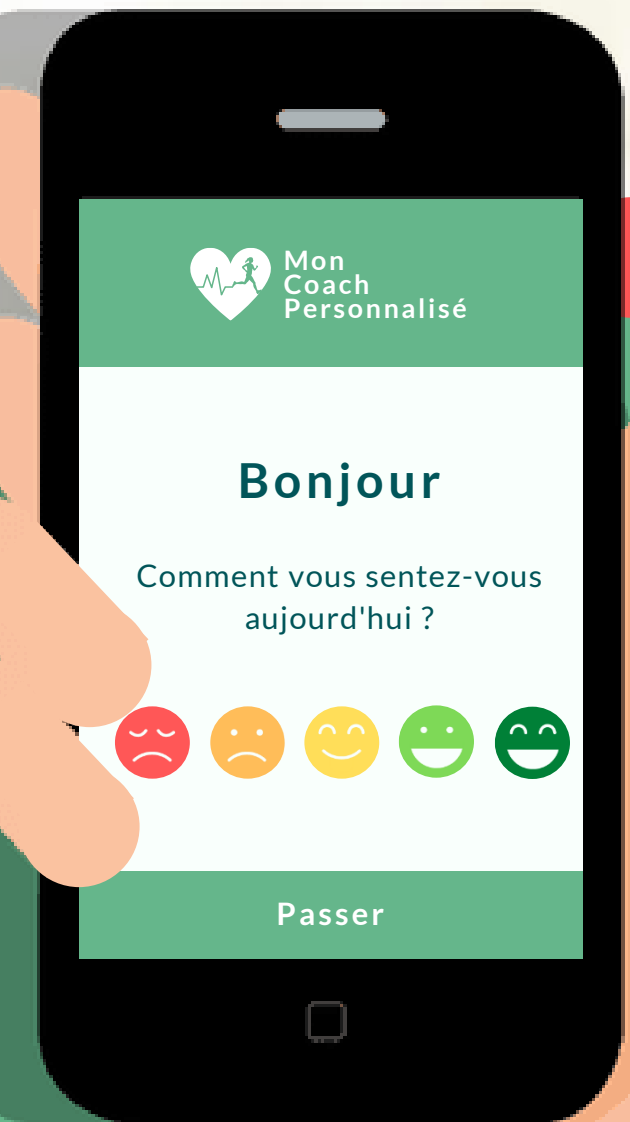 Mon
Coach
Personnalisé
Bonjour
Comment vous sentez-vous
aujourd'hui ?
Passer